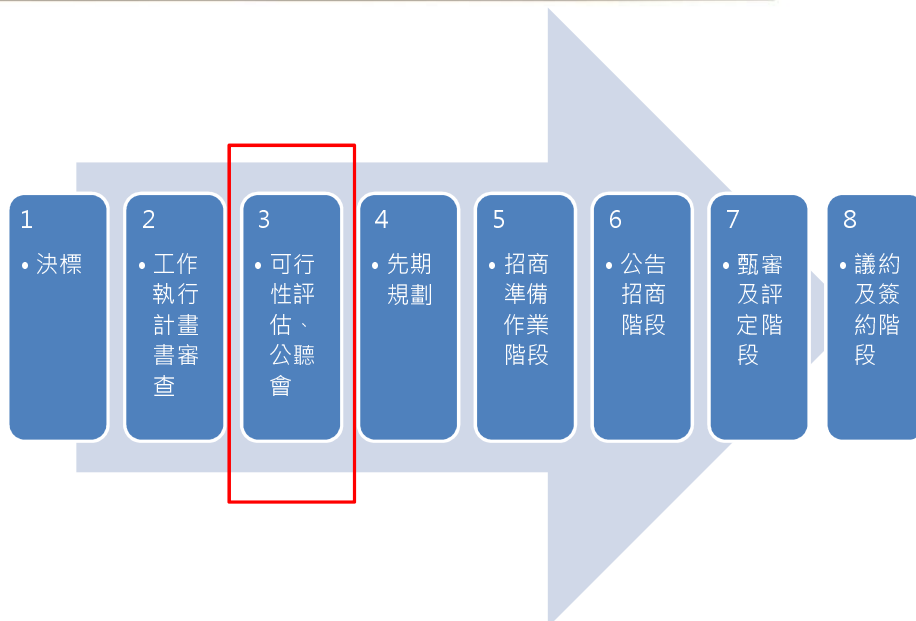 1
• 決標
2
• 工作
執行
計畫
書審
查
3
• 可行
性評
估、
公聽
會
4
• 先期
規劃
5
• 招商
準備
作業
階段
6
• 公告
招商
階段
7
• 甄審
及評
定階
段
8
• 議約
及簽
約階
段